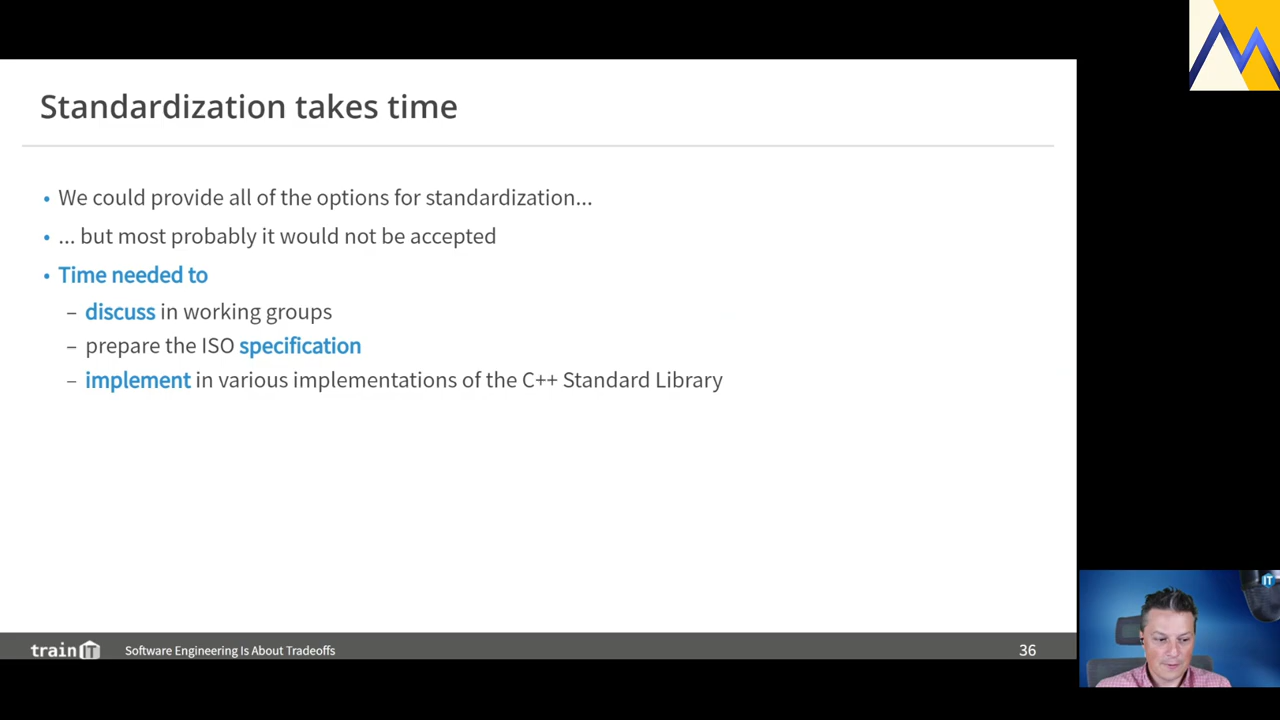 Standardization takes time
• We could provide all of the options for standardization...
• ... but most probably it would not be accepted
• Time needed to
– discuss in working groups
– prepare the ISO specification
– implement in various implementations of the C++ Standard Library
train IT
Software Engineering Is About Tradeoffs
36
IT